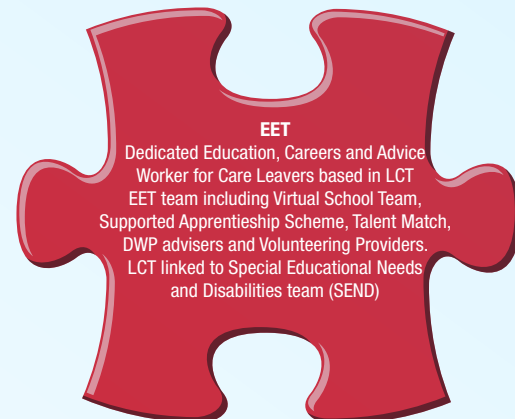 EET
Dedicated Education, Careers and Advice
Worker for Care Leavers based in LCT
EET team including Virtual School Team,
Supported Apprentieship Scheme, Talent Match,
DWP advisers and Volunteering Providers.
LCT linked to Special Educational Needs
and Disabilities team (SEND)